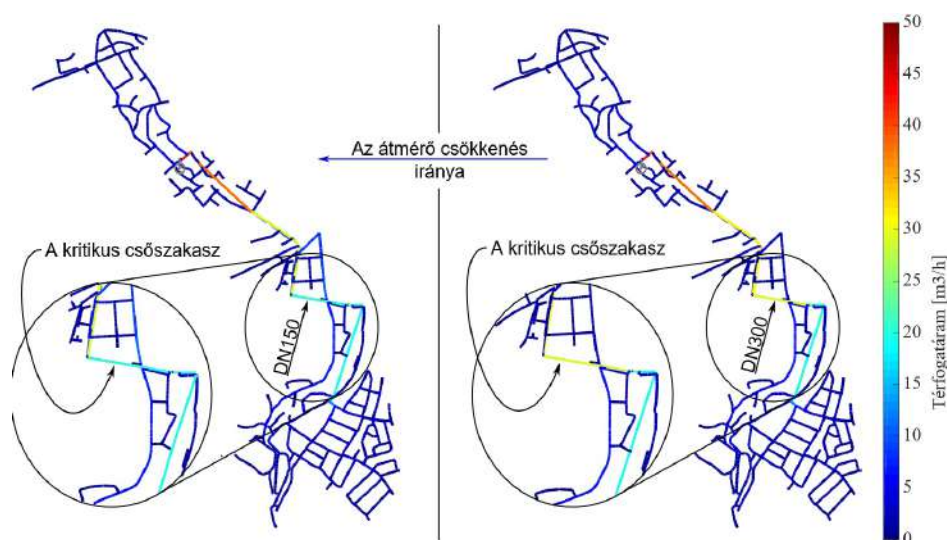 Az átmérő csökkenés
iránya
A kritikus csőszakasz
DN150
A kritikus csőszakasz
DN300
50
45
40
35
30
25
20
15
10
5
0
Térfogatáram [m3/h]